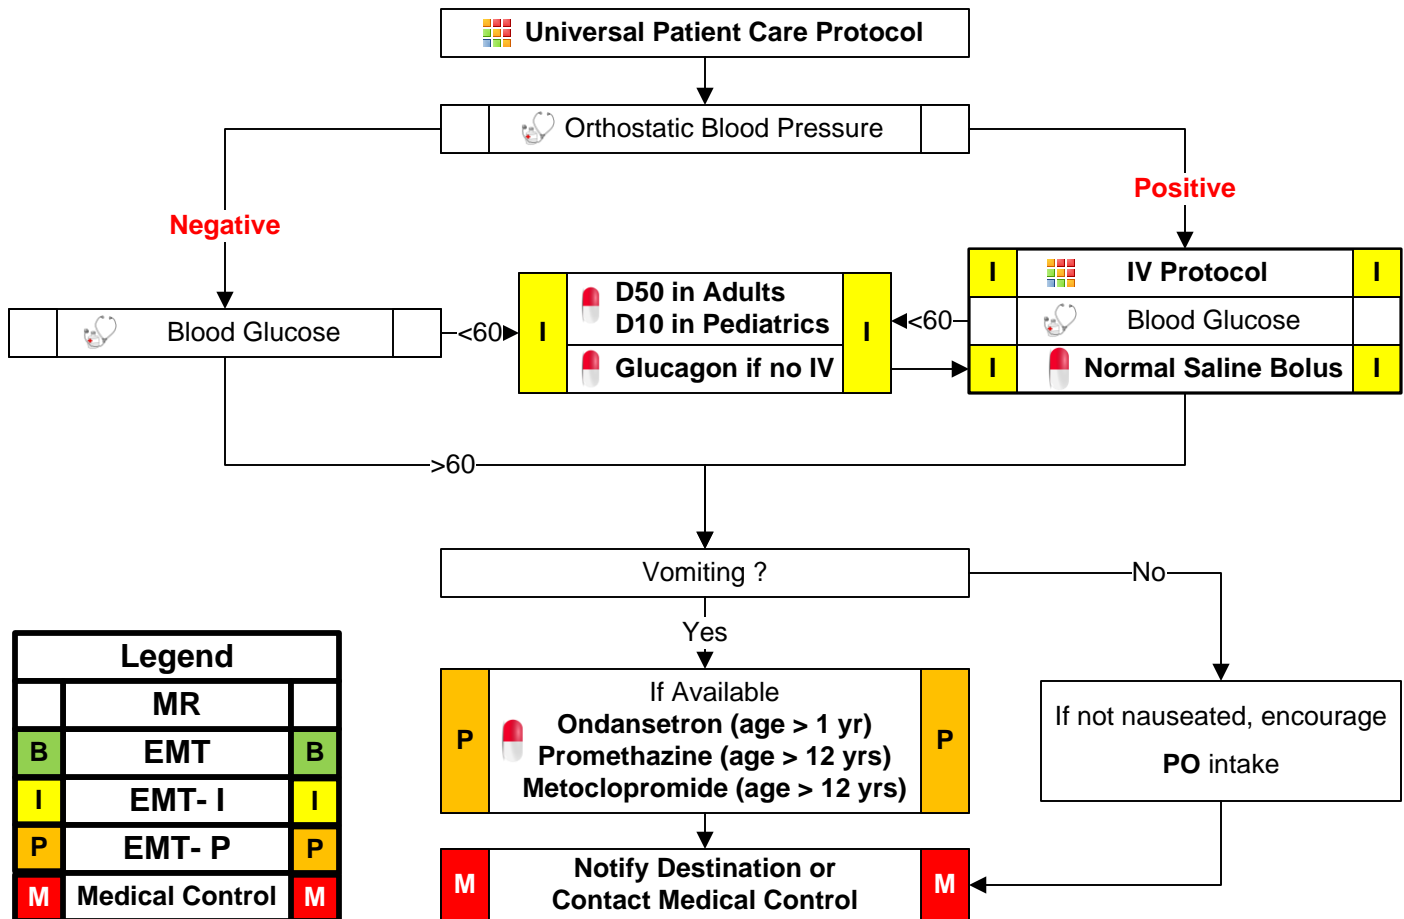 Universal Patient Care Protocol
Orthostatic Blood Pressure
Negative
Positive
I IV Protocol I
Blood Glucose
I Normal Saline Bolus I
<60
I D50 in Adults I
D10 in Pediatrics
Glucagon if no IV
Blood Glucose
<60
>60
Vomiting ?
No
Yes
P If Available P
Ondansetron (age > 1 yr)
Promethazine (age > 12 yrs)
Metoclopromide (age > 12 yrs)
If not nauseated, encourage
PO intake
M Notify Destination or M
Contact Medical Control
Legend
MR
B EMT B
I EMT- I I
P EMT- P P
M Medical Control M